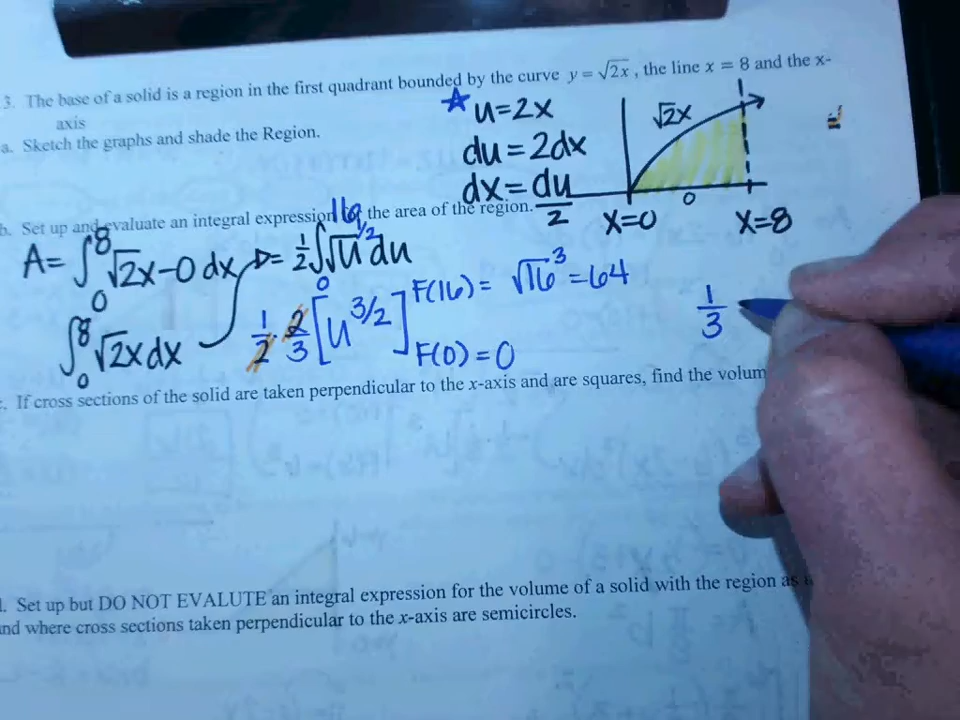 3. The base of a solid is a region in the first quadrant bounded by the curve y = √2x , the line x = 8 and the x-
axis
a. Sketch the graphs and shade the Region.
☆ u=2x
du = 2dx
dx = du/2
√2x
0
x=0 x=8
b. Set up and evaluate an integral expression the area of the region.
A= ∫₀⁸ √2x-0 dx = 1/2 ∫₀¹⁶ √u^1/2 du
∫₀⁸ √2x dx
1/2 2/3 [u^3/2] F(16) = √16³ = 64
F(0) = 0
1/3
c. If cross sections of the solid are taken perpendicular to the x-axis and are squares, find the volum
d. Set up but DO NOT EVALUTE an integral expression for the volume of a solid with the region as
and where cross sections taken perpendicular to the x-axis are semicircles.